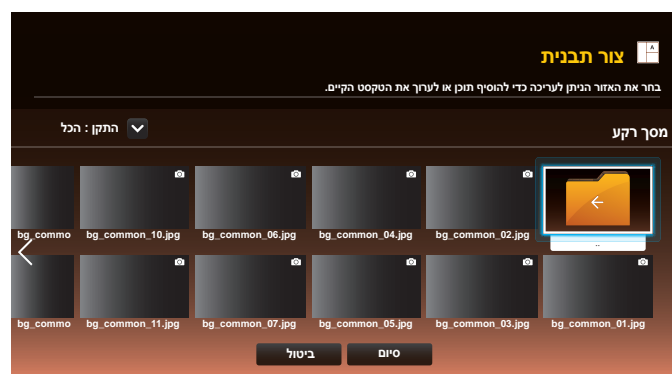 צור תבנית
בחר את האזור הניתן לעריכה כדי להוסיף תוכן או לערוך את הטקסט הקיים.
מסך רקע
התקן : הכל
..
bg_common_02.jpg
bg_common_04.jpg
bg_common_06.jpg
bg_common_10.jpg
bg_commo
bg_common_01.jpg
bg_common_03.jpg
bg_common_05.jpg
bg_common_07.jpg
bg_common_11.jpg
bg_commo
סיום
ביטול